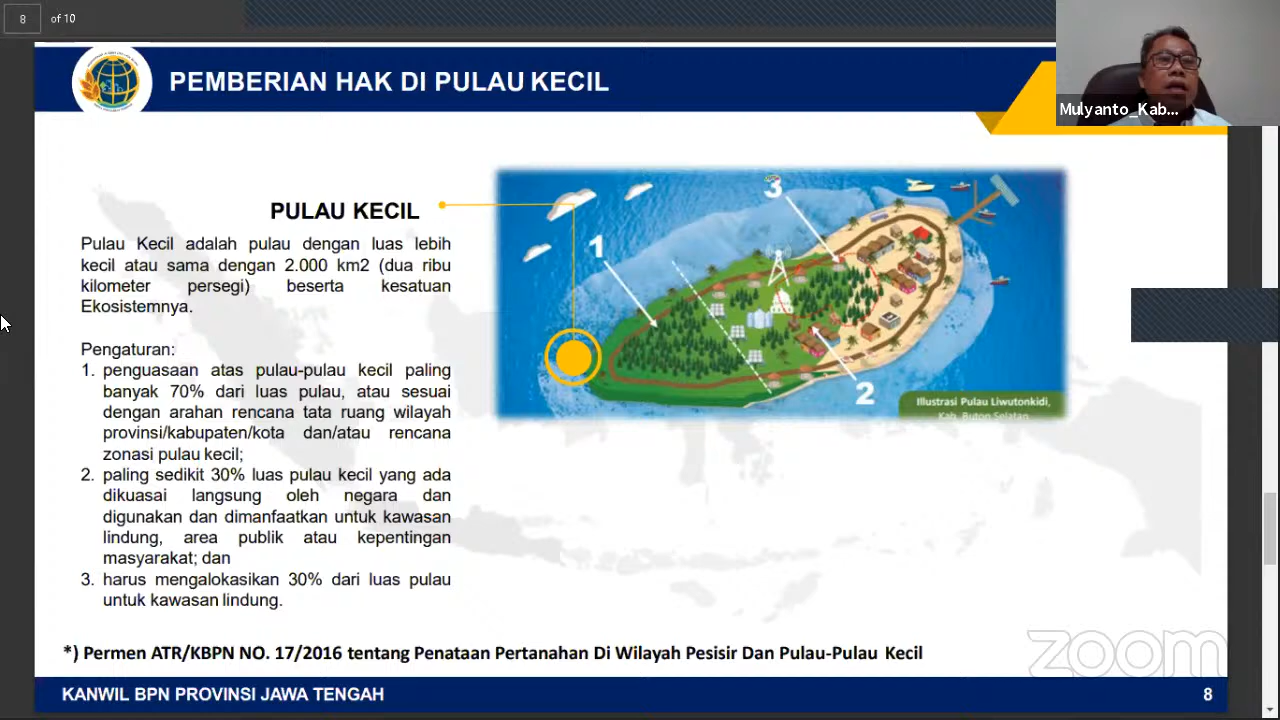 8 of 10
PEMBERIAN HAK DI PULAU KECIL
Mulyanto_Kab...
PULAU KECIL
Pulau Kecil adalah pulau dengan luas lebih
kecil atau sama dengan 2.000 km2 (dua ribu
kilometer persegi) beserta kesatuan
Ekosistemnya.
Pengaturan:
1. penguasaan atas pulau-pulau kecil paling
banyak 70% dari luas pulau, atau sesuai
dengan arahan rencana tata ruang wilayah
provinsi/kabupaten/kota dan/atau rencana
zonasi pulau kecil;
2. paling sedikit 30% luas pulau kecil yang ada
dikuasai langsung oleh negara dan
digunakan dan dimanfaatkan untuk kawasan
lindung, area publik atau kepentingan
masyarakat; dan
3. harus mengalokasikan 30% dari luas pulau
untuk kawasan lindung.
1
3
2
Illustrasi Pulau Liwutonkidi,
Kab. Buton Selatan
*) Permen ATR/KBPN NO. 17/2016 tentang Penataan Pertanahan Di Wilayah Pesisir Dan Pulau-Pulau Kecil
zoom
KANWIL BPN PROVINSI JAWA TENGAH
8